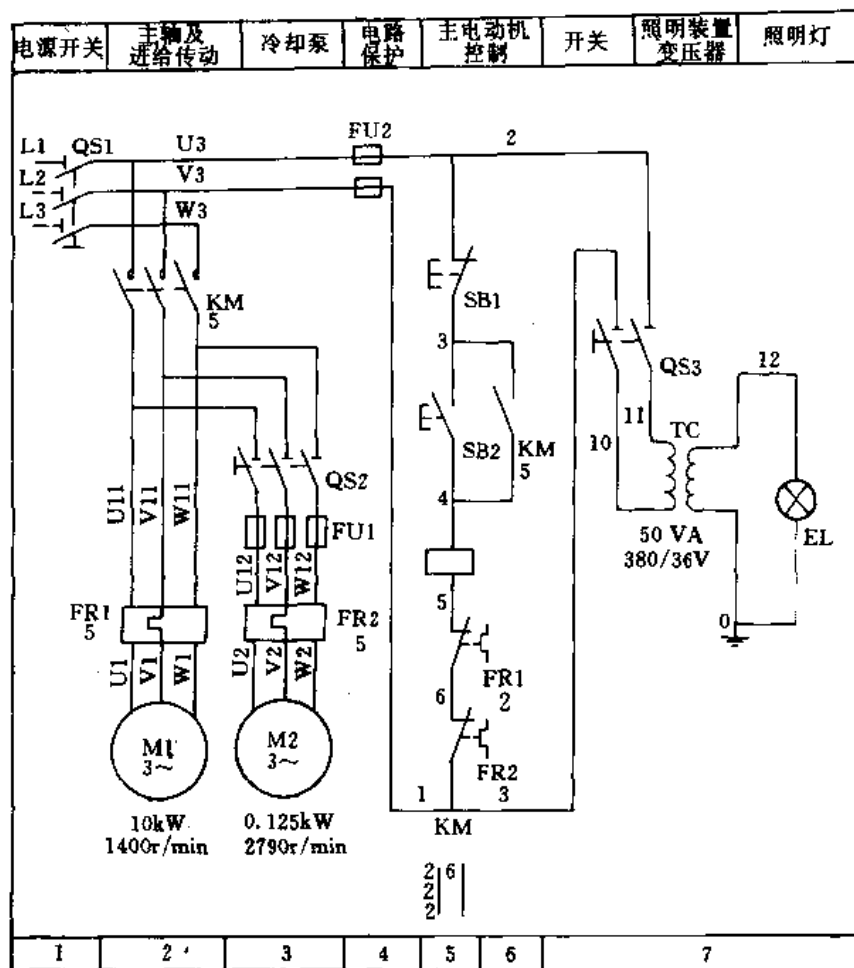 电源开关
主轴及
进给传动
冷却泵
电路
保护
主电动机
控制
开关
照明装置
变压器
照明灯
L1
QS1
U3
FU2
2
L2
V3
L3
W3
KM
5
SB1
3
QS3
12
11
TC
10
SB2
KM
5
QS2
4
U11
V11
W11
FU1
50 VA
380/36V
EL
U12
V12
W12
5
0
FR1
5
FR2
5
U1
V1
W1
U2
V2
W2
FR1
2
6
M1
3~
M2
3~
FR2
3
1
3
KM
10kW
1400r/min
0.125kW
2790r/min
2 6
2
2
1
2
3
4
5
6
7